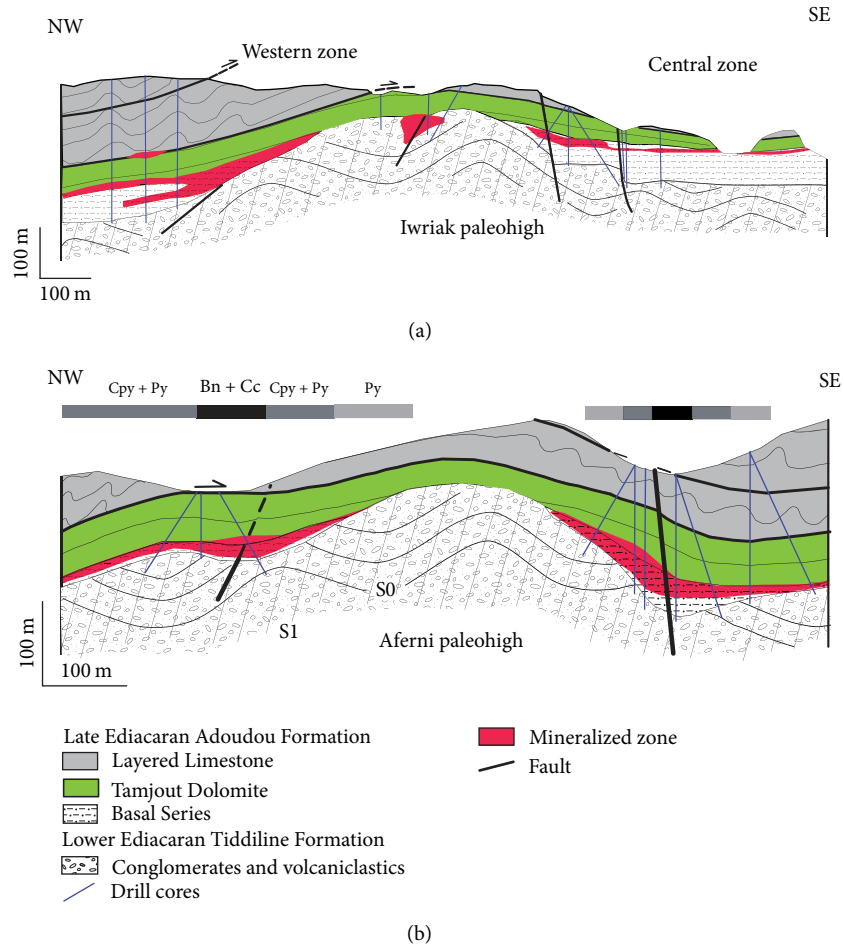 NW
SE
Western zone
Central zone
Iwriak paleohigh
100 m
100 m
(a)
NW
SE
Cpy + Py
Bn + Cc
Cpy + Py
Py
S0
S1
Aferni paleohigh
100 m
100 m
Late Ediacaran Adoudou Formation
Layered Limestone
Tamjout Dolomite
Basal Series
Lower Ediacaran Tiddiline Formation
Conglomerates and volcaniclastics
Drill cores
Mineralized zone
Fault
(b)